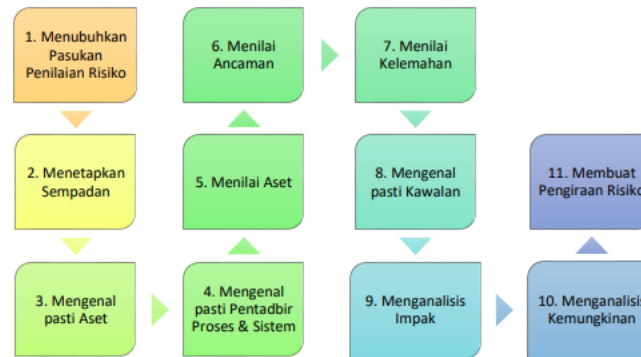 1. Menubuhkan
Pasukan
Penilaian Risiko
2. Menetapkan
Sempadan
3. Mengenal
pasti Aset
4. Mengenal
pasti Pentadbir
Proses & Sistem
5. Menilai Aset
6. Menilai
Ancaman
7. Menilai
Kelemahan
8. Mengenal
pasti Kawalan
9. Menganalisis
Impak
10. Menganalisis
Kemungkinan
11. Membuat
Pengiraan Risiko